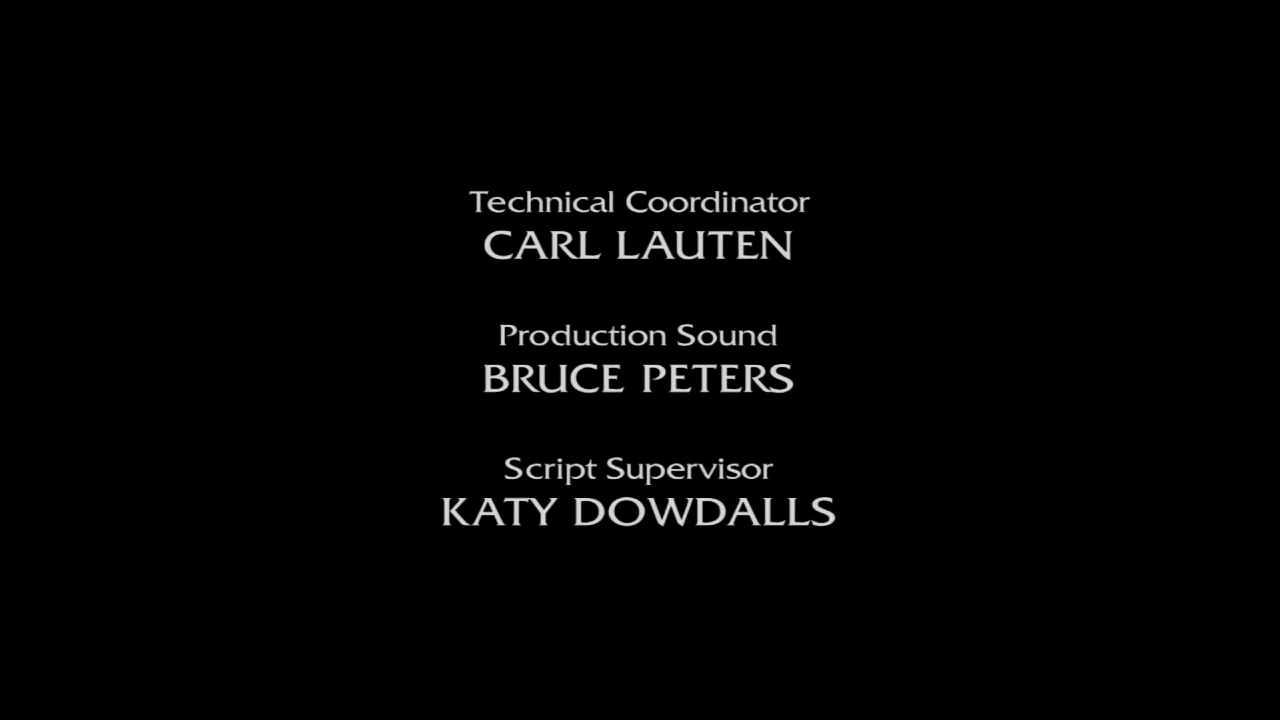 Technical Coordinator
CARL LAUTEN
Production Sound
BRUCE PETERS
Script Supervisor
KATY DOWDALLS